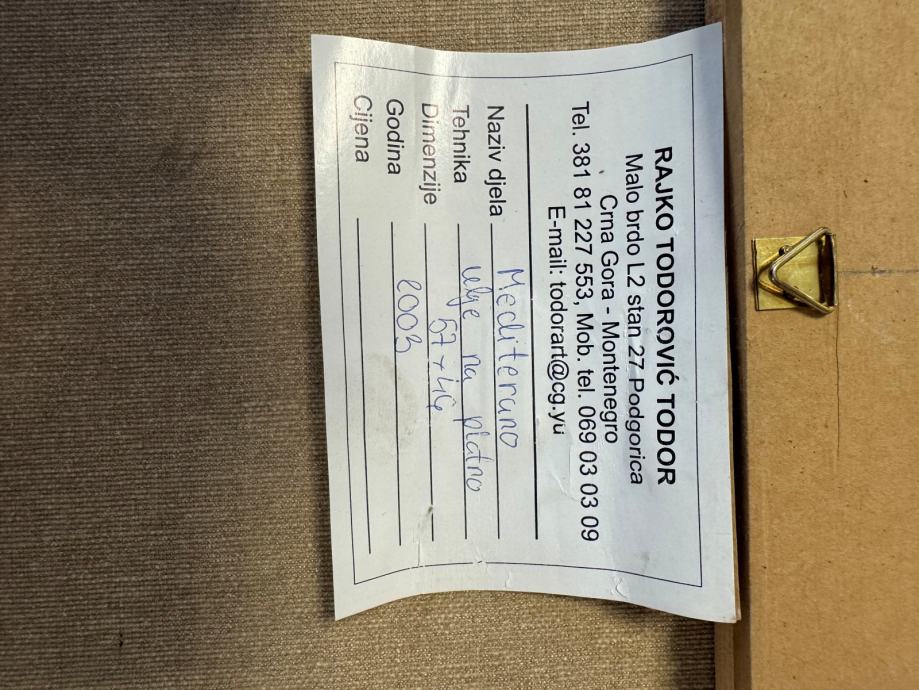 RAJKO TODOROVIĆ TODOR
Malo brdo L2 stan 27 Podgorica
Crna Gora - Montenegro
Tel. 381 81 227 553, Mob. tel. 069 03 03 09
E-mail: todorart@cg.yu
Naziv djela Mediterano
Tehnika ulje na platno
Dimenzije 57 x 46
Godina 2003
Cijena